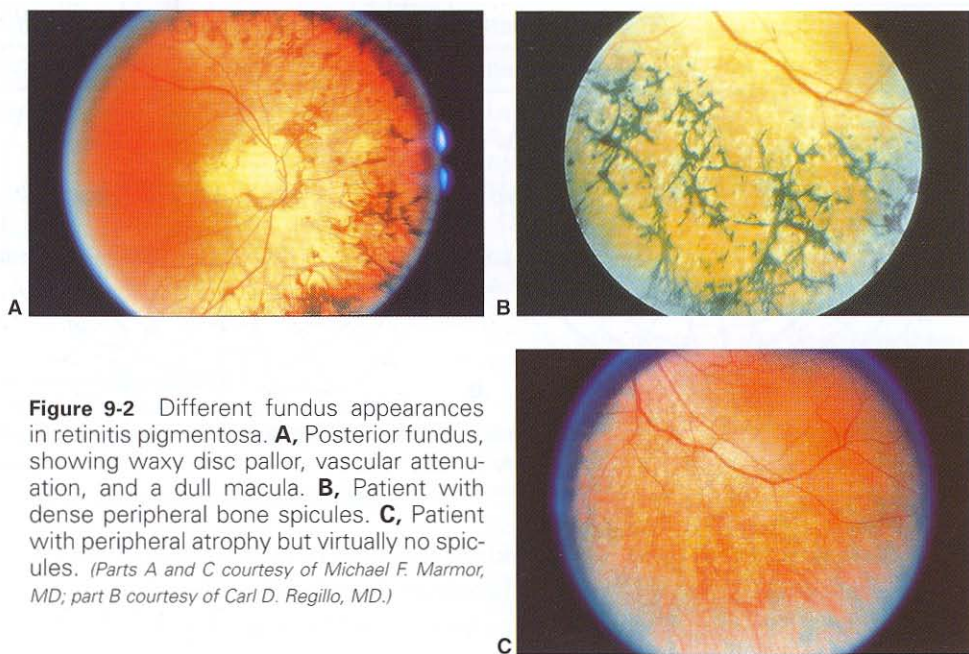 A
B
Figure 9-2 Different fundus appearances
in retinitis pigmentosa. A, Posterior fundus,
showing waxy disc pallor, vascular attenu-
ation, and a dull macula. B, Patient with
dense peripheral bone spicules. C, Patient
with peripheral atrophy but virtually no spic-
ules. (Parts A and C courtesy of Michael F. Marmor,
MD; part B courtesy of Carl D. Regillo, MD.)
C